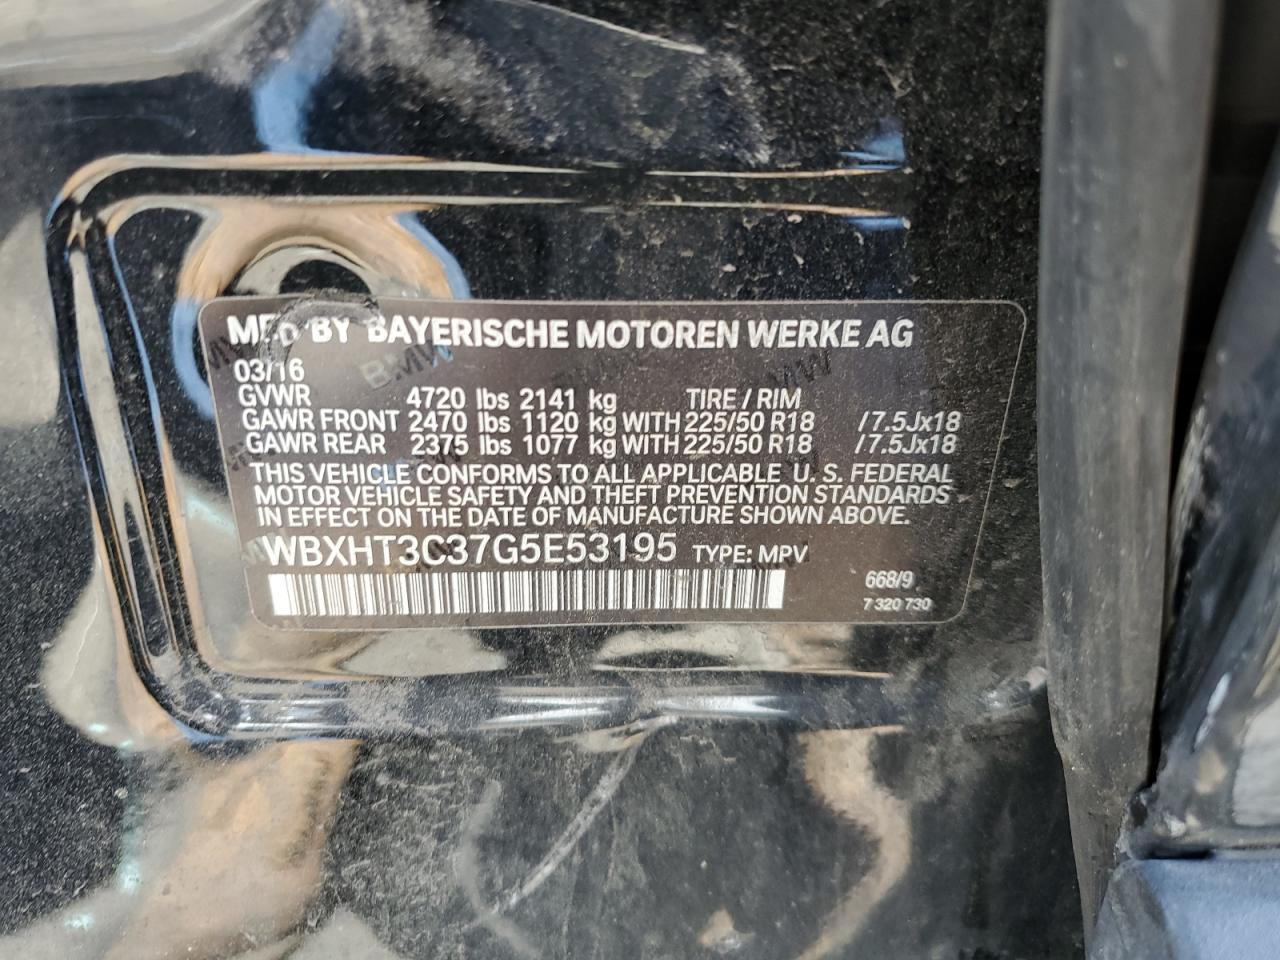 MFD BY BAYERISCHE MOTOREN WERKE AG
03/16
GVWR 4720 lbs 2141 kg TIRE / RIM
GAWR FRONT 2470 lbs 1120 kg WITH 225/50 R18 /7.5Jx18
GAWR REAR 2375 lbs 1077 kg WITH 225/50 R18 /7.5Jx18
THIS VEHICLE CONFORMS TO ALL APPLICABLE U. S. FEDERAL
MOTOR VEHICLE SAFETY AND THEFT PREVENTION STANDARDS
IN EFFECT ON THE DATE OF MANUFACTURE SHOWN ABOVE.
WBXHT3C37G5E53195 TYPE: MPV
668/9
7 320 730